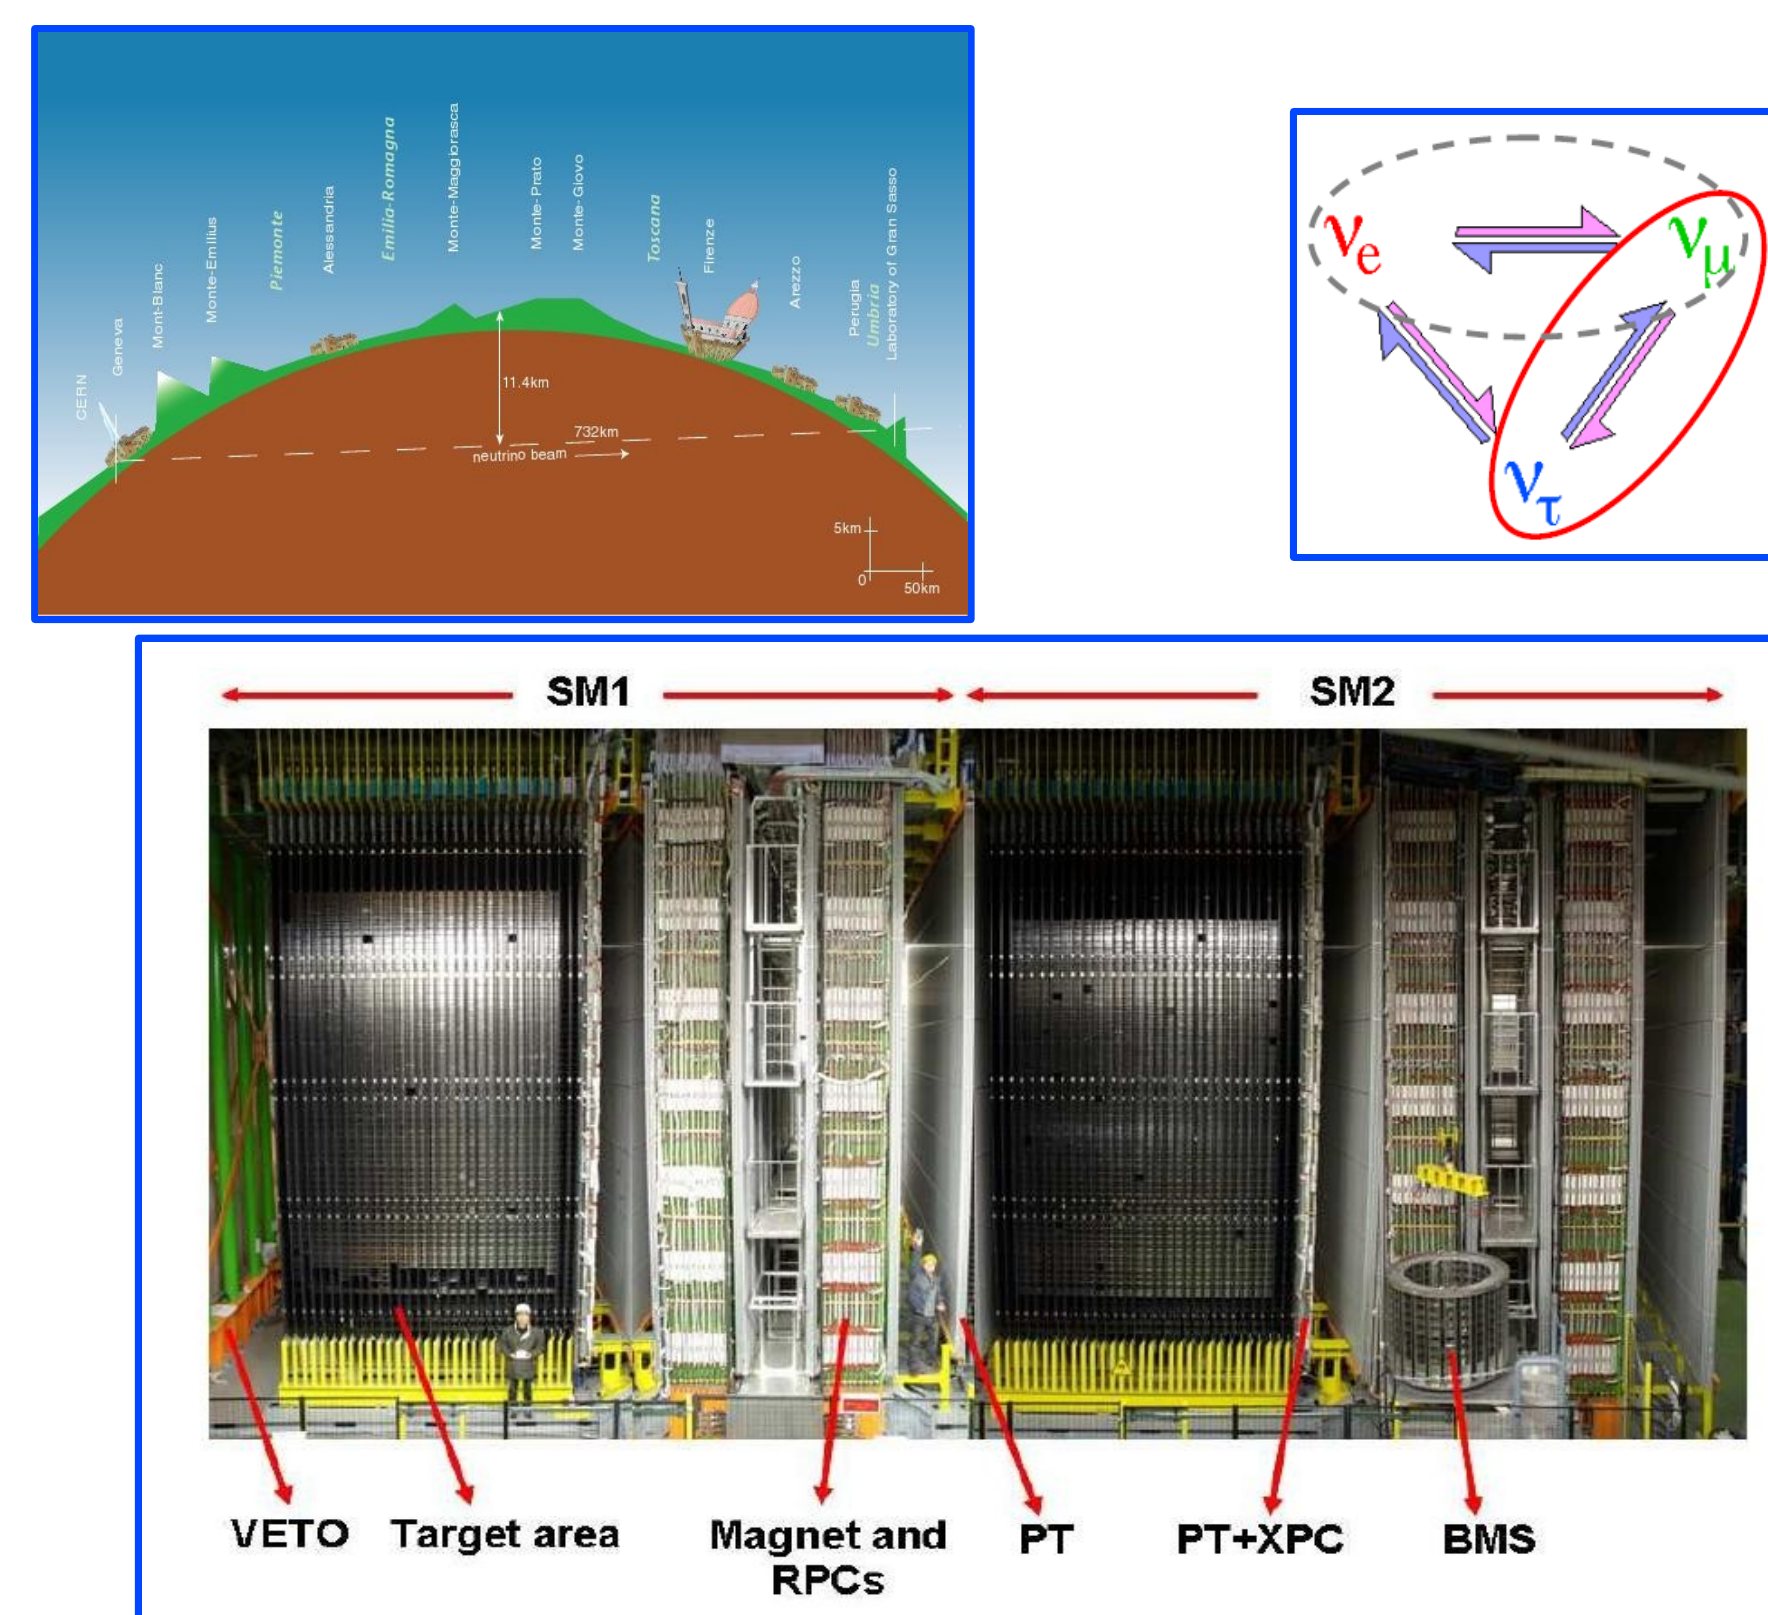 CERN
Geneva
Mont-Blanc
Monte-Emilius
Piemonte
Alessandria
Emilia-Romagna
Monte-Maggiorasca
Monte-Prato
Monte-Giovo
Toscana
Firenze
Arezzo
Perugia
Umbria
Laboratory of Gran Sasso
11.4km
732km
neutrino beam
5km
0
50km
νe
νμ
ντ
SM1 SM2
VETO Target area Magnet and PT PT+XPC BMS
RPCs